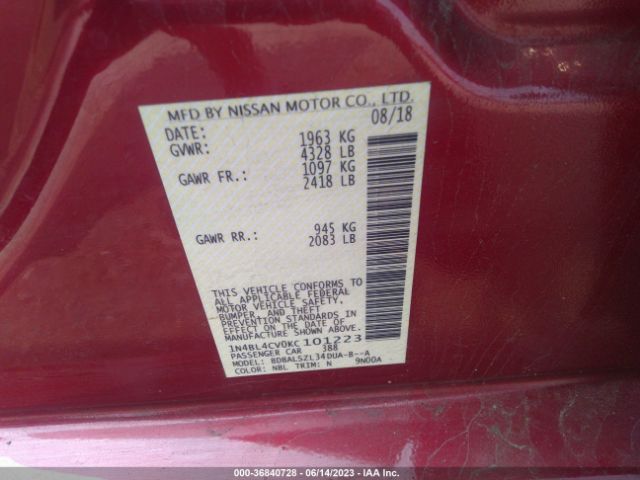 MFD BY NISSAN MOTOR CO., LTD.
DATE: 08/18
GVWR: 1963 KG
4328 LB
GAWR FR.: 1097 KG
2418 LB
GAWR RR.: 945 KG
2083 LB
THIS VEHICLE CONFORMS TO
ALL APPLICABLE FEDERAL
MOTOR VEHICLE SAFETY,
BUMPER, AND THEFT
PREVENTION STANDARDS IN
EFFECT ON THE DATE OF
MANUFACTURE SHOWN ABOVE.
1N4BL4CV0KC101223
PASSENGER CAR 388
MODEL: BDBALSZL34DUA-B--A
COLOR: NBL TRIM: N 9N00A
000-36840728 - 06/14/2023 - IAA Inc.